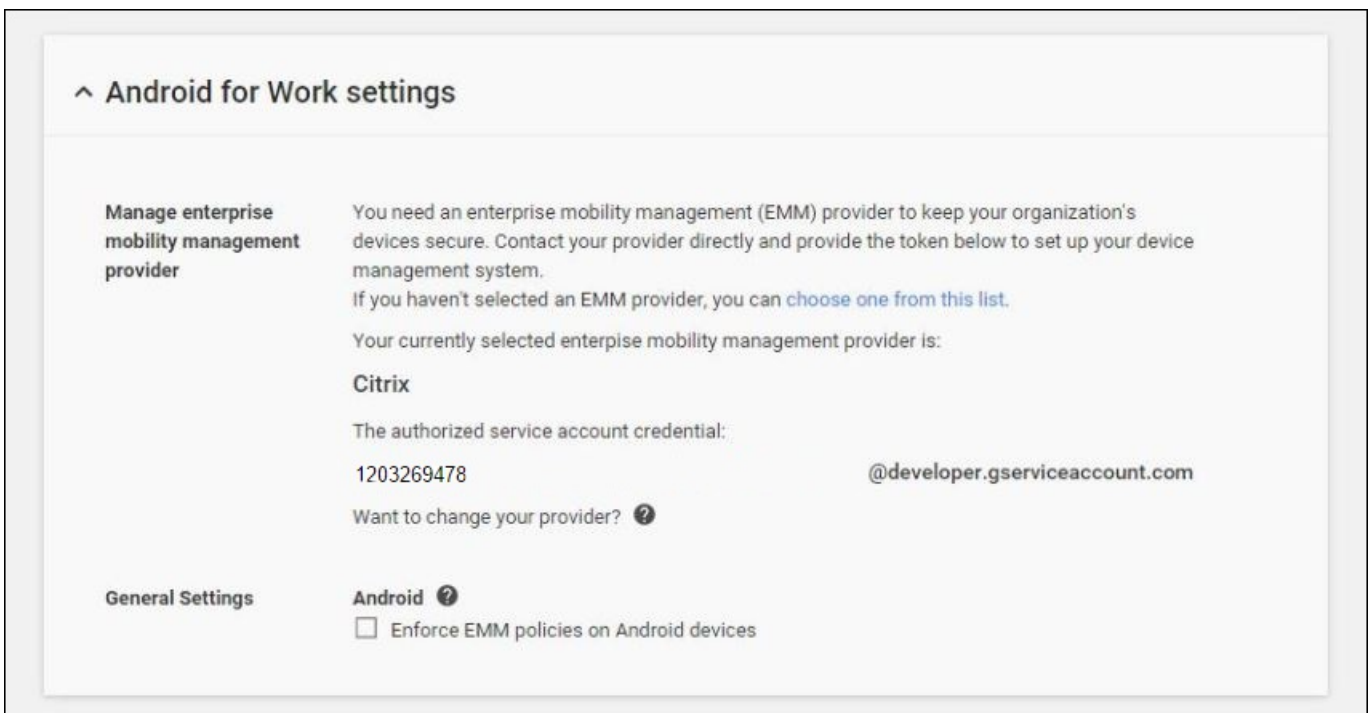 Android for Work settings
Manage enterprise
mobility management
provider
You need an enterprise mobility management (EMM) provider to keep your organization's
devices secure. Contact your provider directly and provide the token below to set up your device
management system.
If you haven't selected an EMM provider, you can choose one from this list.
Your currently selected enterpise mobility management provider is:
Citrix
The authorized service account credential:
1203269478 @developer.gserviceaccount.com
Want to change your provider? ?
General Settings
Android ?
Enforce EMM policies on Android devices